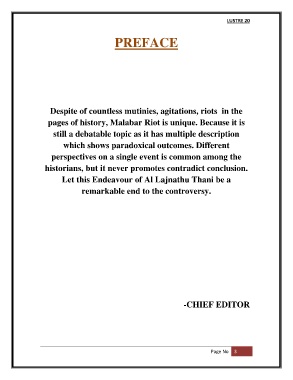 LUSTRE 20
PREFACE
Despite of countless mutinies, agitations, riots in the
pages of history, Malabar Riot is unique. Because it is
still a debatable topic as it has multiple description
which shows paradoxical outcomes. Different
perspectives on a single event is common among the
historians, but it never promotes contradict conclusion.
Let this Endeavour of Al Lajnathu Thani be a
remarkable end to the controversy.
-CHIEF EDITOR
Page No